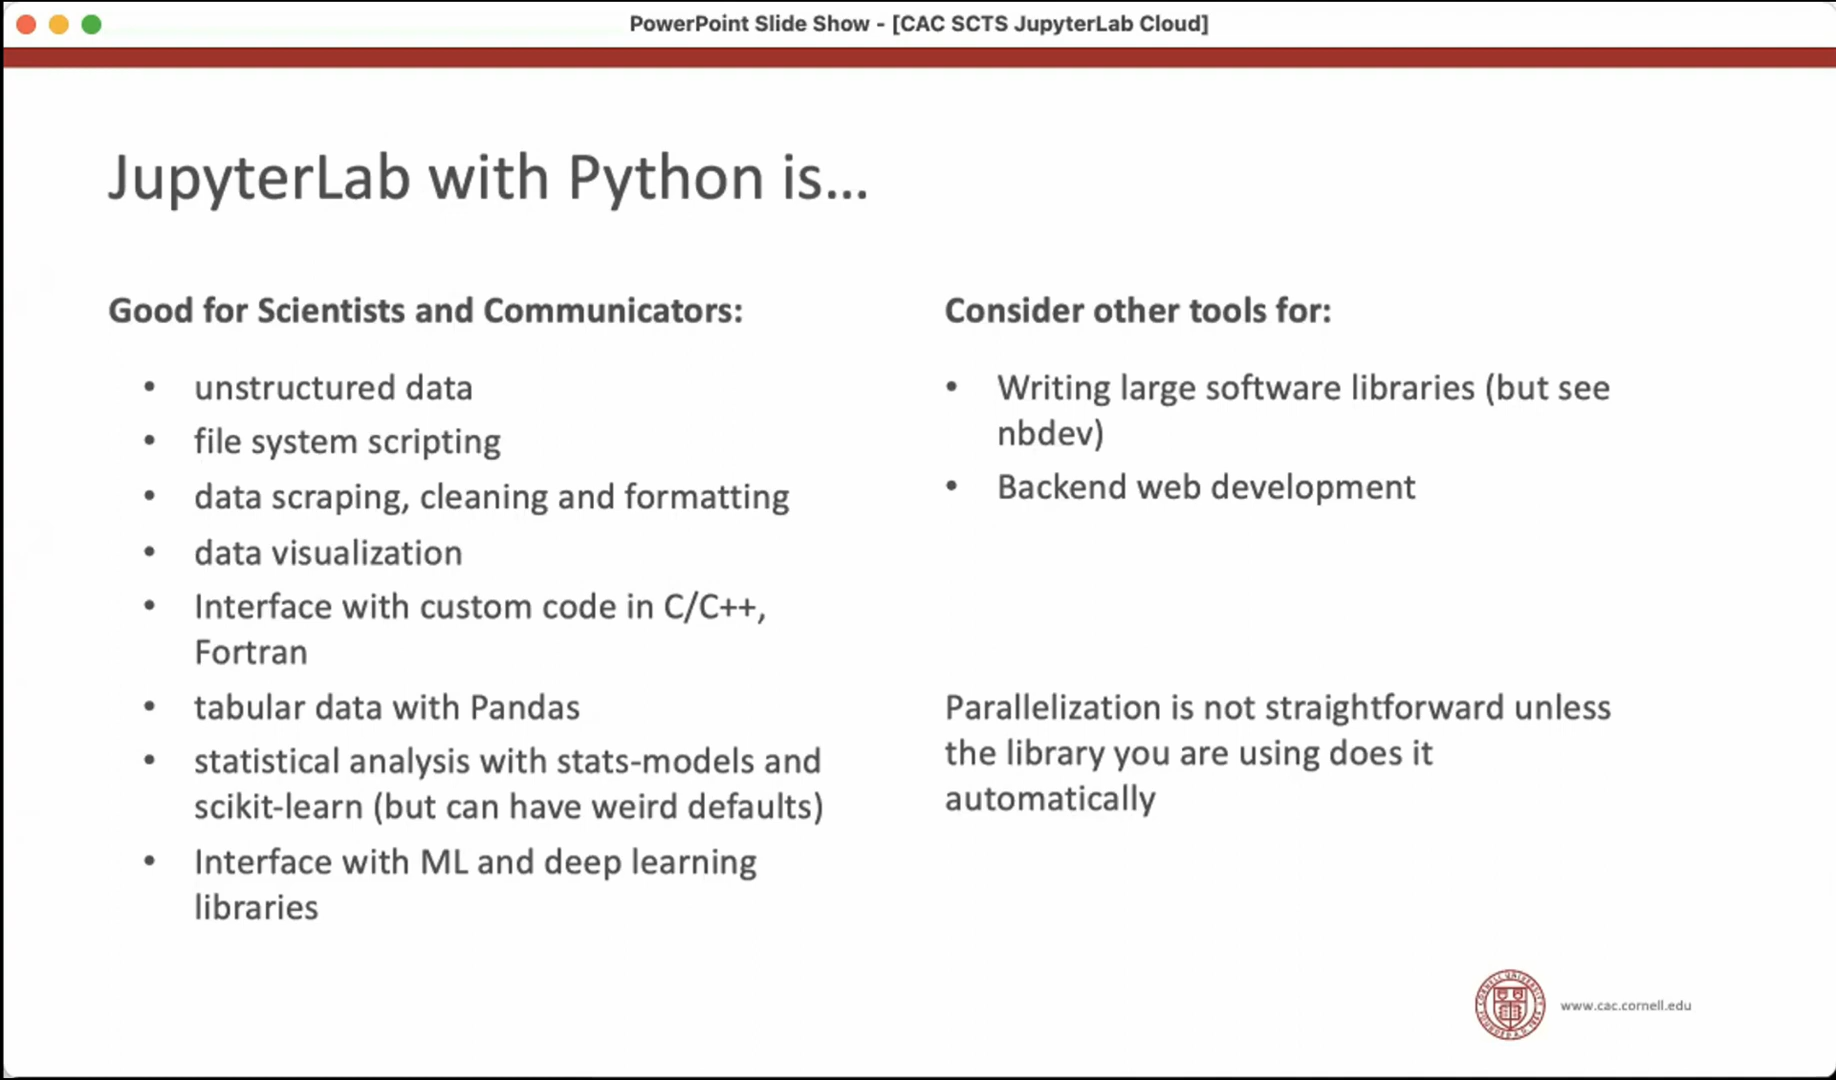 PowerPoint Slide Show - [CAC SCTS JupyterLab Cloud]
JupyterLab with Python is...
Good for Scientists and Communicators:
• unstructured data
• file system scripting
• data scraping, cleaning and formatting
• data visualization
• Interface with custom code in C/C++,
Fortran
• tabular data with Pandas
• statistical analysis with stats-models and
scikit-learn (but can have weird defaults)
• Interface with ML and deep learning
libraries
Consider other tools for:
• Writing large software libraries (but see
nbdev)
• Backend web development
Parallelization is not straightforward unless
the library you are using does it
automatically
www.cac.cornell.edu